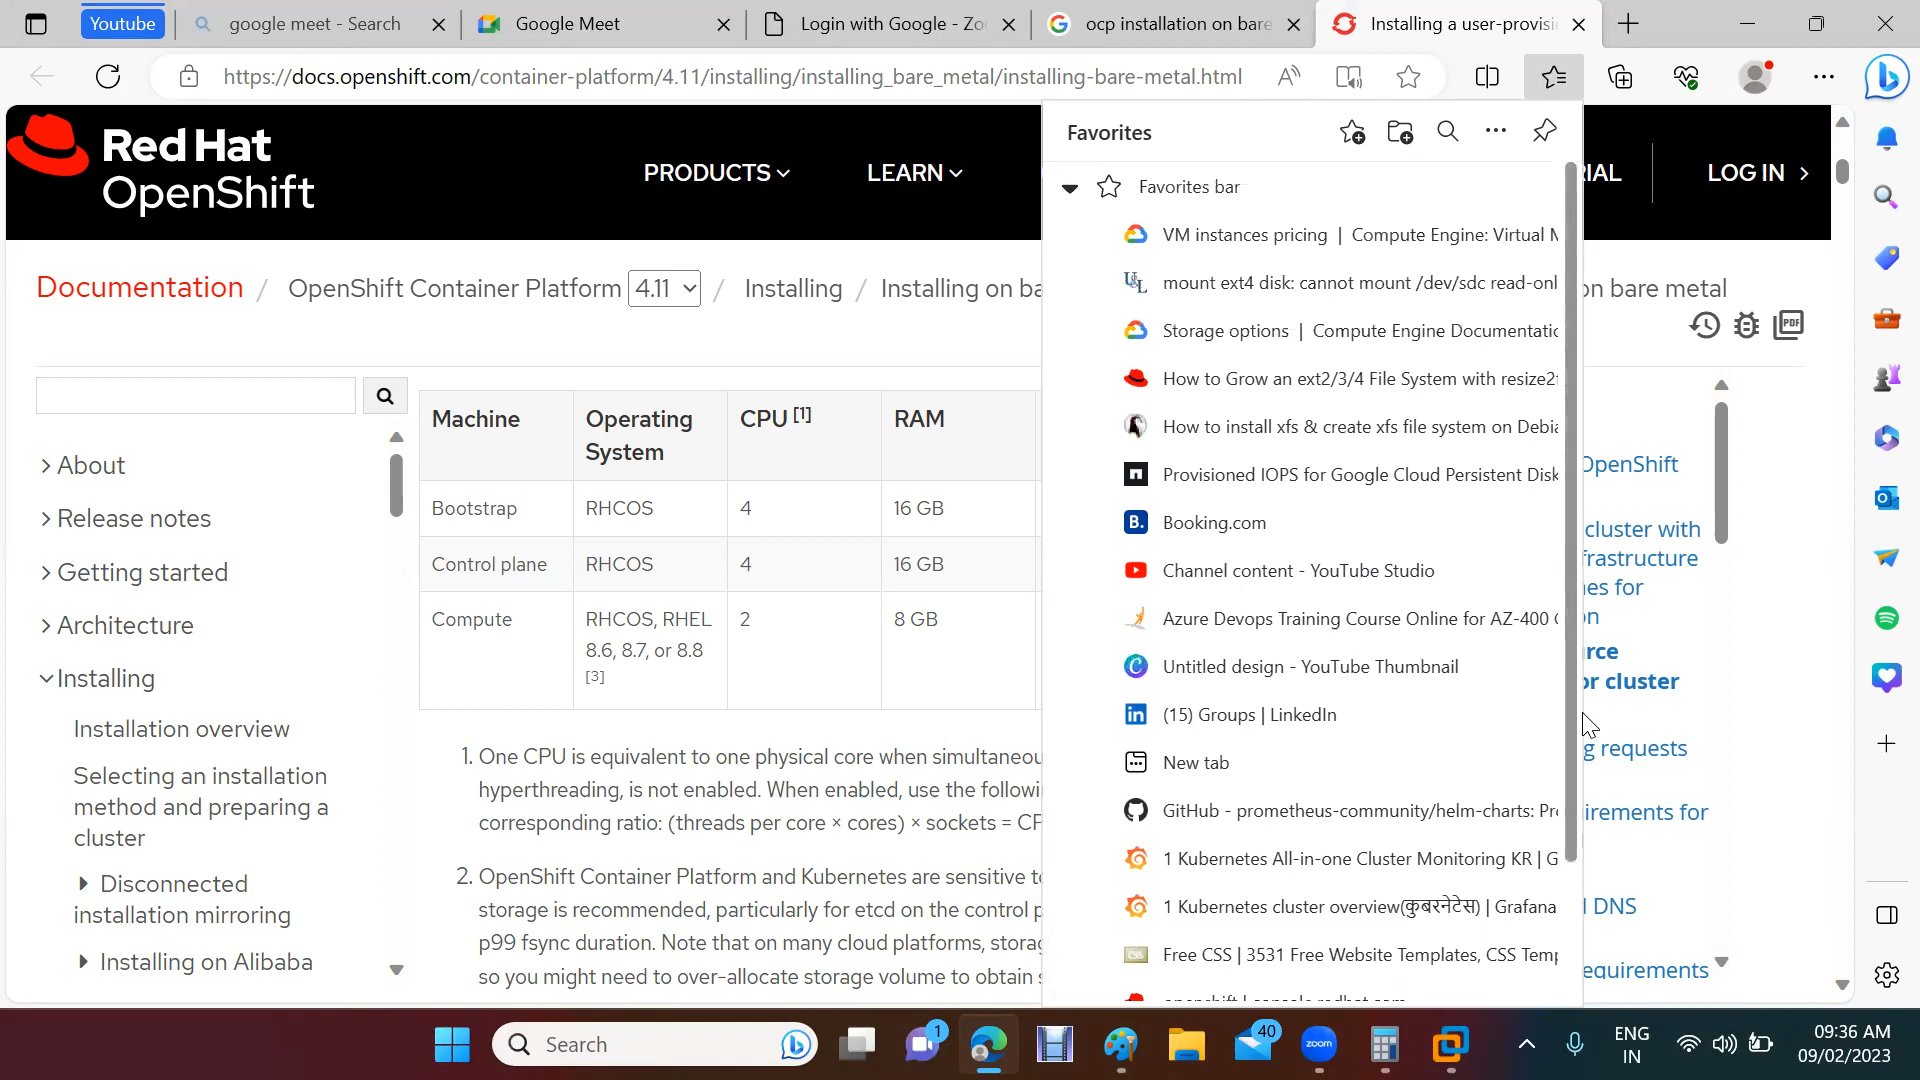 Youtube
google meet - Search
Google Meet
Login with Google - Zo
ocp installation on bare
Installing a user-provisi
https://docs.openshift.com/container-platform/4.11/installing/installing_bare_metal/installing-bare-metal.html
Red Hat
OpenShift
PRODUCTS
LEARN
IAL
LOG IN
Documentation / OpenShift Container Platform 4.11 / Installing / Installing on ba
on bare metal
PDF
About
Release notes
Getting started
Architecture
Installing
Installation overview
Selecting an installation
method and preparing a
cluster
Disconnected
installation mirroring
Installing on Alibaba
Machine Operating System CPU [1] RAM
Bootstrap RHCOS 4 16 GB
Control plane RHCOS 4 16 GB
Compute RHCOS, RHEL 8.6, 8.7, or 8.8 [3] 2 8 GB
1. One CPU is equivalent to one physical core when simultaneou
hyperthreading, is not enabled. When enabled, use the followi
corresponding ratio: (threads per core × cores) × sockets = CP
2. OpenShift Container Platform and Kubernetes are sensitive to
storage is recommended, particularly for etcd on the control p
p99 fsync duration. Note that on many cloud platforms, storag
so you might need to over-allocate storage volume to obtain s
Favorites
Favorites bar
VM instances pricing | Compute Engine: Virtual M
mount ext4 disk: cannot mount /dev/sdc read-onl
Storage options | Compute Engine Documentatio
How to Grow an ext2/3/4 File System with resize2f
How to install xfs & create xfs file system on Debia
Provisioned IOPS for Google Cloud Persistent Disk
Booking.com
Channel content - YouTube Studio
Azure Devops Training Course Online for AZ-400 C
Untitled design - YouTube Thumbnail
(15) Groups | LinkedIn
New tab
GitHub - prometheus-community/helm-charts: Pro
1 Kubernetes All-in-one Cluster Monitoring KR | G
1 Kubernetes cluster overview(कुबरनेटेस) | Grafana
Free CSS | 3531 Free Website Templates, CSS Temp
OpenShift
cluster with
frastructure
nes for
on
rce
or cluster
g requests
irements for
l DNS
equirements
Search
1
40
zoom
ENG
IN
09:36 AM
09/02/2023